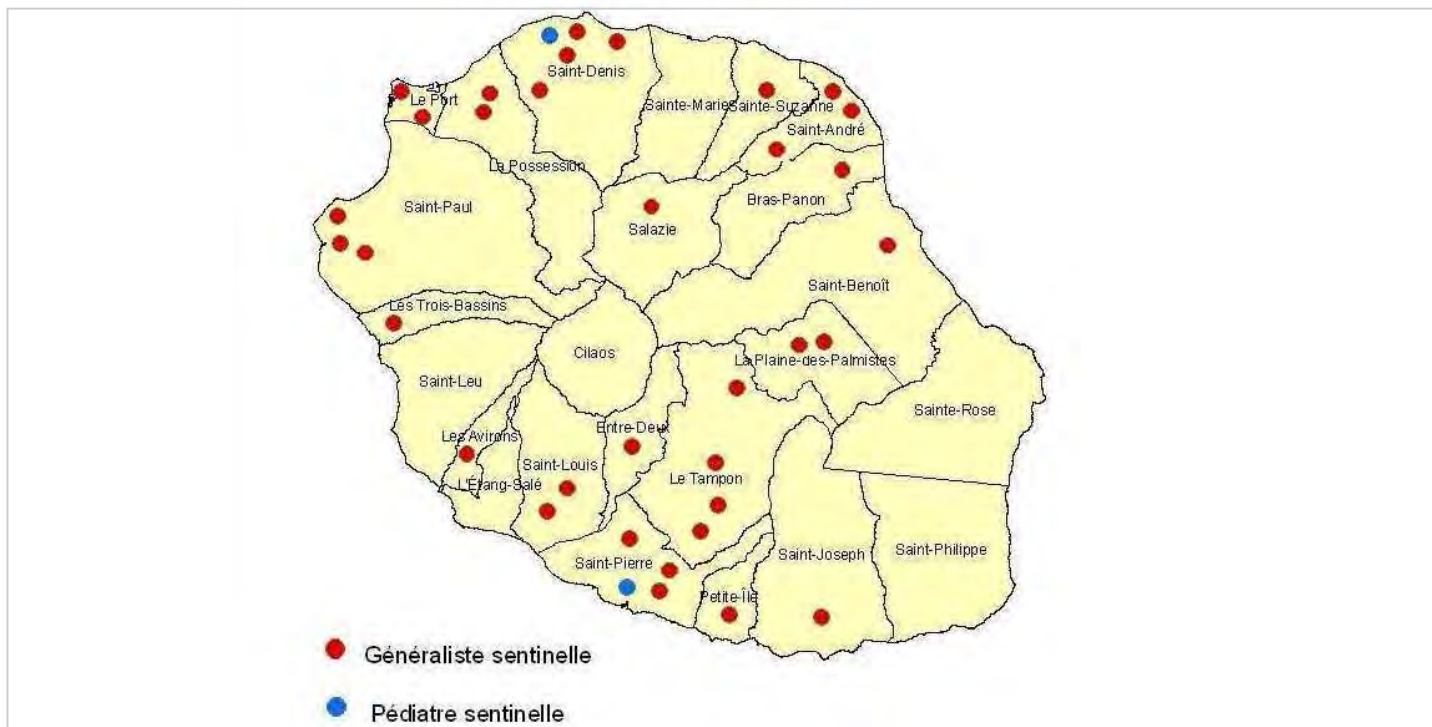 Saint-Denis
Le Port
Sainte-Marie
Sainte-Suzanne
Saint-André
La Possession
Saint-Paul
Bras-Panon
Salazie
Saint-Benoît
Les Trois-Bassins
Cilaos
La Plaine-des-Palmistes
Saint-Leu
Sainte-Rose
Entre-Deux
Les Avirons
Saint-Louis
Le Tampon
L'Étang-Salé
Saint-Joseph
Saint-Philippe
Saint-Pierre
Petite-Île
Généraliste sentinelle
Pédiatre sentinelle